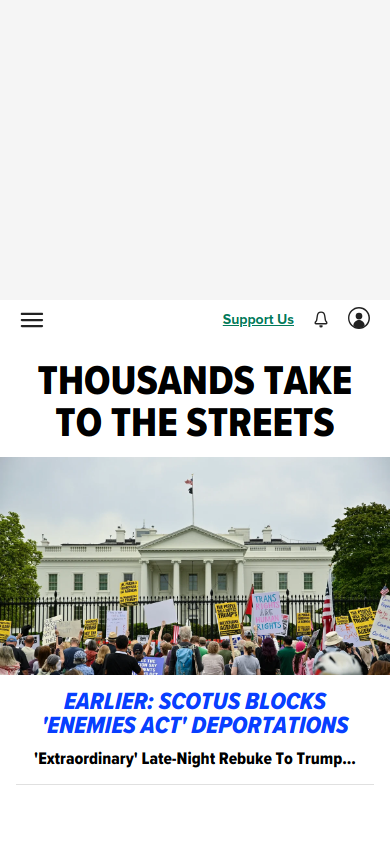 Support Us
THOUSANDS TAKE
TO THE STREETS
TRANS
RIGHTS
ARE
HUMAN
RIGHTS
EARLIER: SCOTUS BLOCKS
'ENEMIES ACT' DEPORTATIONS
'Extraordinary' Late-Night Rebuke To Trump...